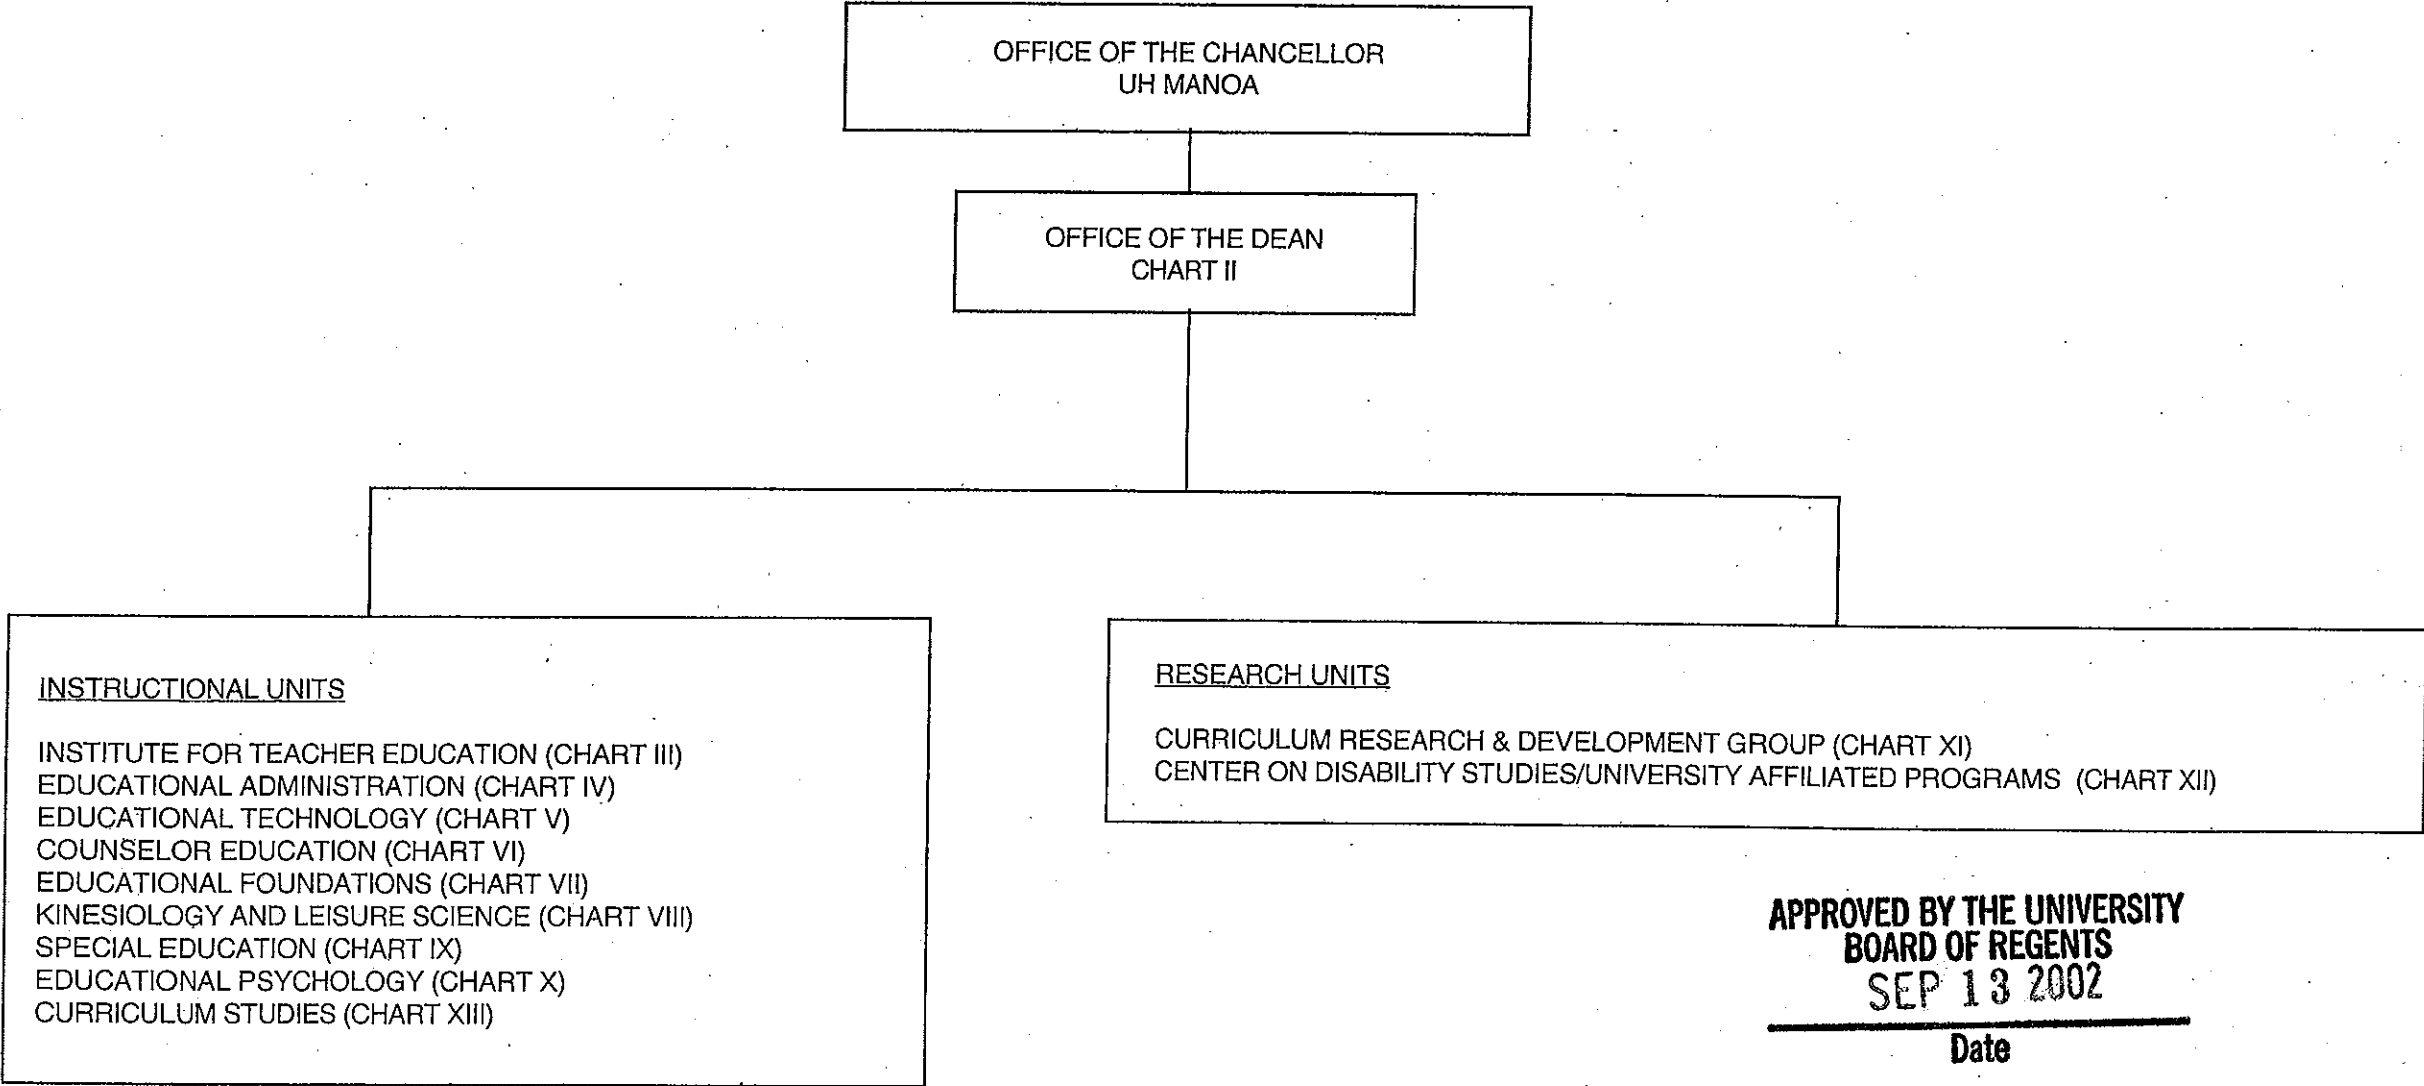 OFFICE OF THE CHANCELLOR
UH MANOA
OFFICE OF THE DEAN
CHART II
INSTRUCTIONAL UNITS
INSTITUTE FOR TEACHER EDUCATION (CHART III)
EDUCATIONAL ADMINISTRATION (CHART IV)
EDUCATIONAL TECHNOLOGY (CHART V)
COUNSELOR EDUCATION (CHART VI)
EDUCATIONAL FOUNDATIONS (CHART VII)
KINESIOLOGY AND LEISURE SCIENCE (CHART VIII)
SPECIAL EDUCATION (CHART IX)
EDUCATIONAL PSYCHOLOGY (CHART X)
CURRICULUM STUDIES (CHART XIII)
RESEARCH UNITS
CURRICULUM RESEARCH & DEVELOPMENT GROUP (CHART XI)
CENTER ON DISABILITY STUDIES/UNIVERSITY AFFILIATED PROGRAMS (CHART XII)
APPROVED BY THE UNIVERSITY
BOARD OF REGENTS
SEP 13 2002
Date